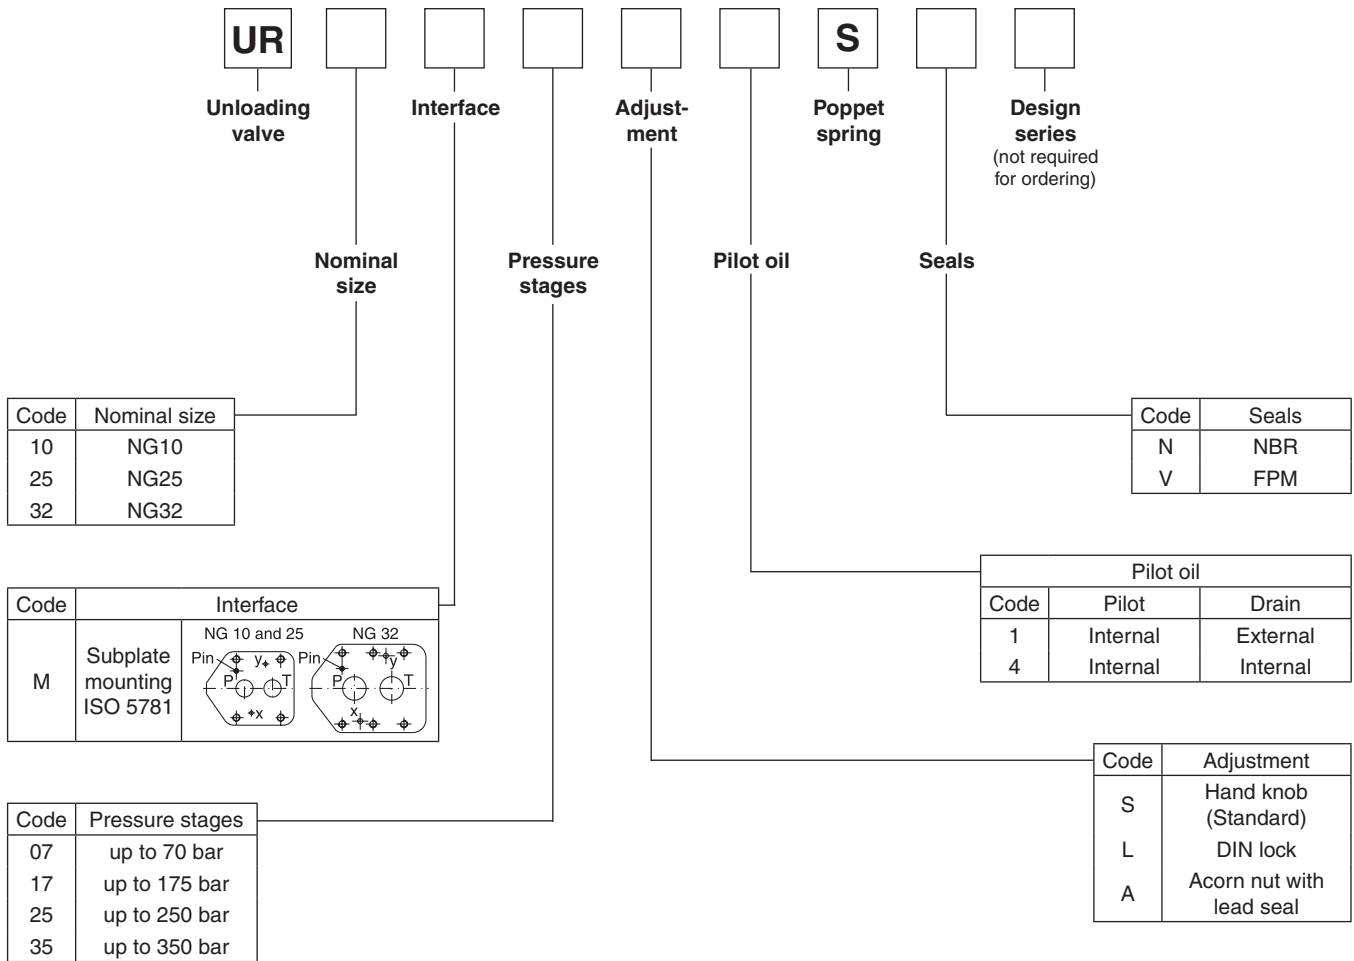 UR
S
Unloading
valve
Interface
Adjust-
ment
Poppet
spring
Design
series
(not required
for ordering)
Nominal
size
Pressure
stages
Pilot oil
Seals
Code Nominal size
10 NG10
25 NG25
32 NG32
Code Seals
N NBR
V FPM
Code Interface
M
Subplate
mounting
ISO 5781
NG 10 and 25
Pin
P
y
T
x
NG 32
Pin
P
y
T
x
Pilot oil
Code Pilot Drain
1 Internal External
4 Internal Internal
Code Adjustment
S
Hand knob
(Standard)
L DIN lock
A
Acorn nut with
lead seal
Code Pressure stages
07 up to 70 bar
17 up to 175 bar
25 up to 250 bar
35 up to 350 bar